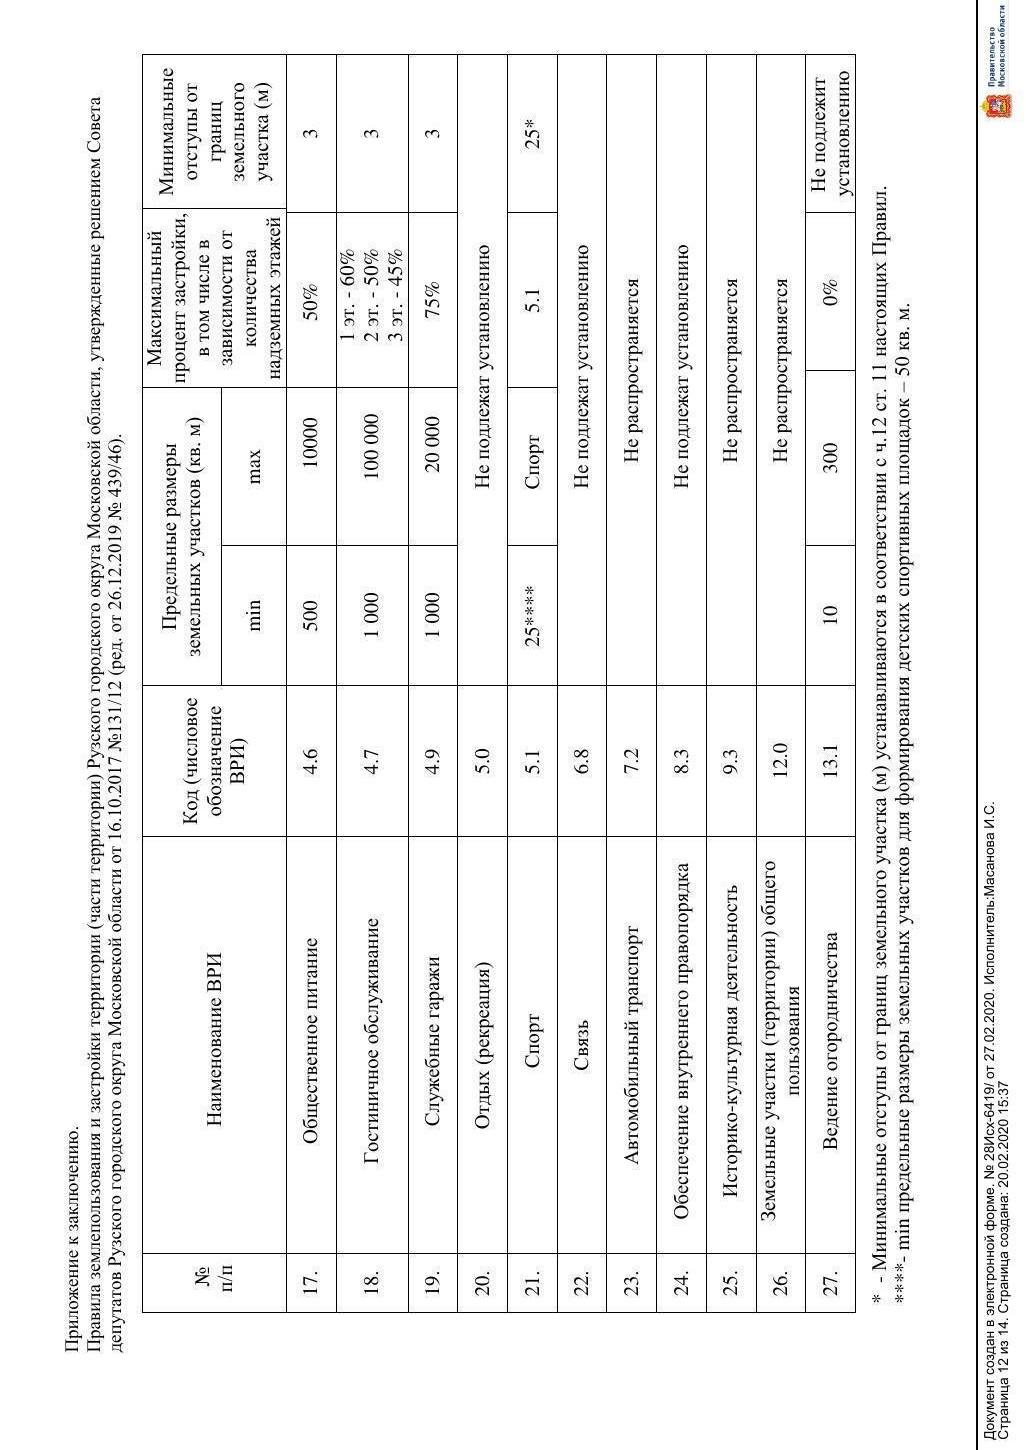 Приложение к заключению.
Правила землепользования и застройки территории (части территории) Рузского городского округа Московской области, утвержденные решением Совета
депутатов Рузского городского округа Московской области от 16.10.2017 №131/12 (ред. от 26.12.2019 № 439/46).
№
п/п
Наименование ВРИ
Код (числовое
обозначение
ВРИ)
Предельные размеры
земельных участков (кв. м)
min
max
Максимальный
процент застройки,
в том числе в
зависимости от
количества
надземных этажей
Минимальные
отступы от
границ
земельного
участка (м)
17. Общественное питание 4.6 500 10000 50% 3
18. Гостиничное обслуживание 4.7 1 000 100 000 1 эт. - 60%
2 эт. - 50%
3 эт. - 45%
3
19. Служебные гаражи 4.9 1 000 20 000 75% 3
20. Отдых (рекреация) 5.0 Не подлежат установлению
21. Спорт 5.1 25**** Спорт 5.1 25*
22. Связь 6.8 Не подлежат установлению
23. Автомобильный транспорт 7.2 Не распространяется
24. Обеспечение внутреннего правопорядка 8.3 Не подлежат установлению
25. Историко-культурная деятельность 9.3 Не распространяется
26. Земельные участки (территории) общего
пользования
12.0 Не распространяется
27. Ведение огородничества 13.1 10 300 0% Не подлежит
установлению
* - Минимальные отступы от границ земельного участка (м) устанавливаются в соответствии с ч.12 ст. 11 настоящих Правил.
****- min предельные размеры земельных участков для формирования детских спортивных площадок – 50 кв. м.
Документ создан в электронной форме. № 28Исх-6419/ от 27.02.2020. Исполнитель:Масанова И.С.
Страница 12 из 14. Страница создана: 20.02.2020 15:37
Правительство
Московской области